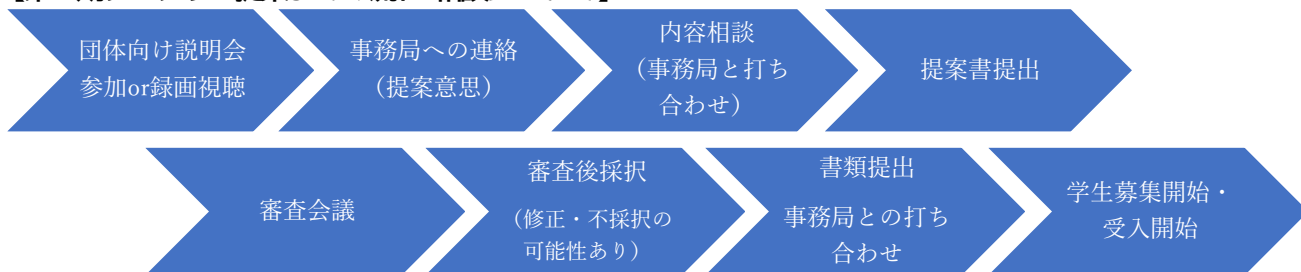 団体向け説明会
参加or録画視聴
事務局への連絡
（提案意思）
内容相談
（事務局と打ち
合わせ）
提案書提出
審査会議
審査後採択
（修正・不採択の
可能性あり）
書類提出
事務局との打ち
合わせ
学生募集開始・
受入開始